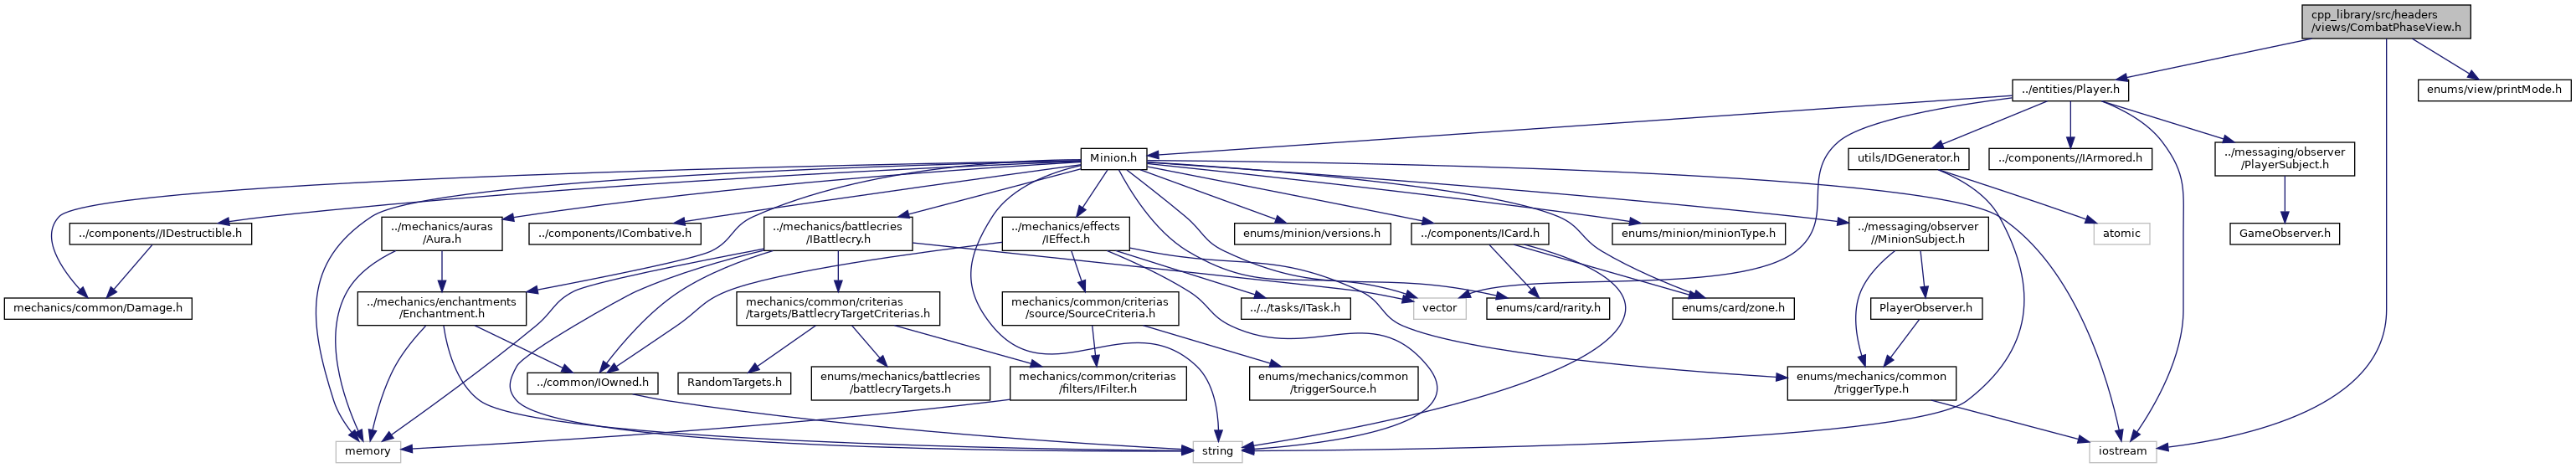 cpp_library/src/headers
/views/CombatPhaseView.h
../entities/Player.h
enums/view/printMode.h
Minion.h
utils/IDGenerator.h
../components//IArmored.h
../messaging/observer
/PlayerSubject.h
../components//IDestructible.h
../mechanics/auras
/Aura.h
../components/ICombative.h
../mechanics/battlecries
/IBattlecry.h
../mechanics/effects
/IEffect.h
enums/minion/versions.h
../components/ICard.h
enums/minion/minionType.h
../messaging/observer
//MinionSubject.h
atomic
GameObserver.h
mechanics/common/Damage.h
../mechanics/enchantments
/Enchantment.h
mechanics/common/criterias
/targets/BattlecryTargetCriterias.h
mechanics/common/criterias
/source/SourceCriteria.h
../../tasks/ITask.h
vector
enums/card/rarity.h
enums/card/zone.h
PlayerObserver.h
../common/IOwned.h
RandomTargets.h
enums/mechanics/battlecries
/battlecryTargets.h
mechanics/common/criterias
/filters/IFilter.h
enums/mechanics/common
/triggerSource.h
enums/mechanics/common
/triggerType.h
memory
string
iostream